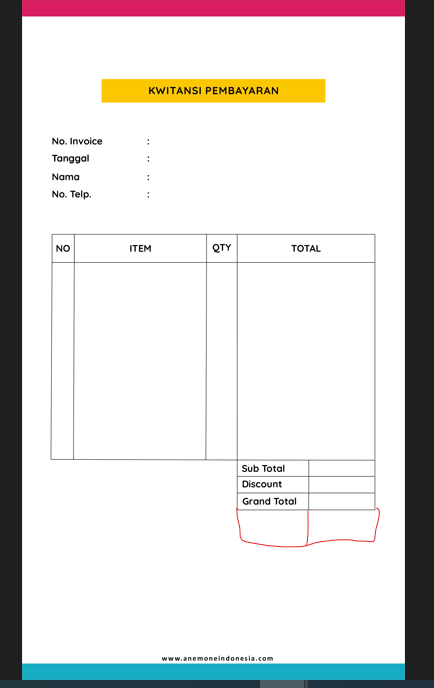 KWITANSI PEMBAYARAN
No. Invoice :
Tanggal :
Nama :
No. Telp. :
NO ITEM QTY TOTAL
Sub Total
Discount
Grand Total
www.anemoneindonesia.com